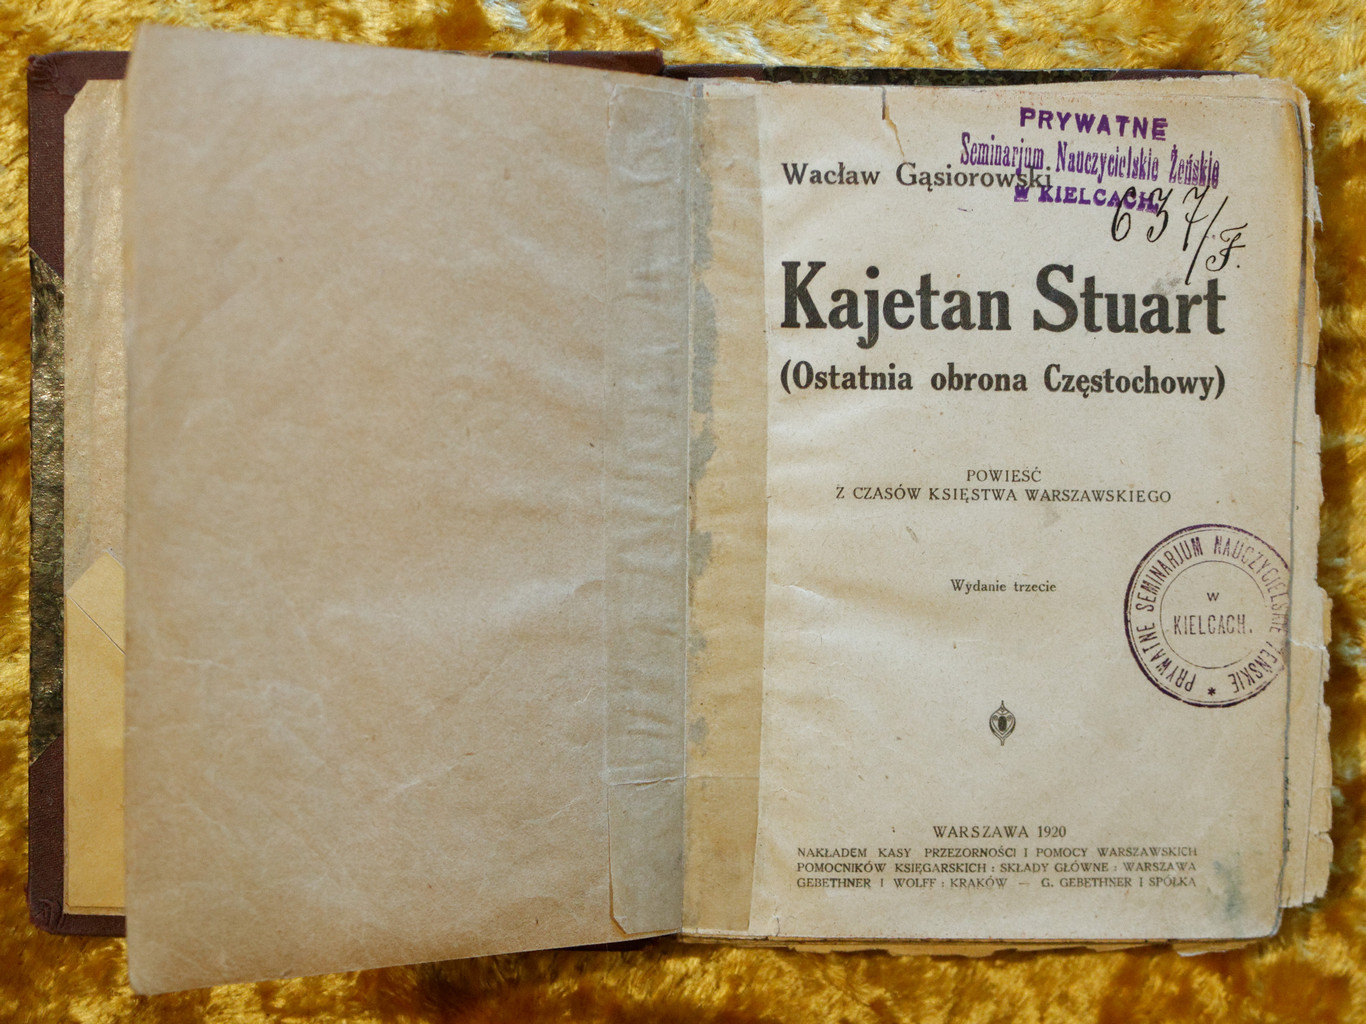 PRYWATNE
Seminarjum Nauczycielskie Żeńskie
W KIELCACH.
Wacław Gąsiorowski
637/F.
Kajetan Stuart
(Ostatnia obrona Częstochowy)
POWIEŚĆ
Z CZASÓW KSIĘSTWA WARSZAWSKIEGO
Wydanie trzecie
PRYWATNE SEMINARJUM NAUCZYCIELSKIE ŻEŃSKIE *
w
KIELCACH.
WARSZAWA 1920
NAKŁADEM KASY PRZEZORNOŚCI I POMOCY WARSZAWSKICH
POMOCNIKÓW KSIĘGARSKICH : SKŁADY GŁÓWNE : WARSZAWA
GEBETHNER I WOLFF : KRAKÓW — G. GEBETHNER I SPÓŁKA